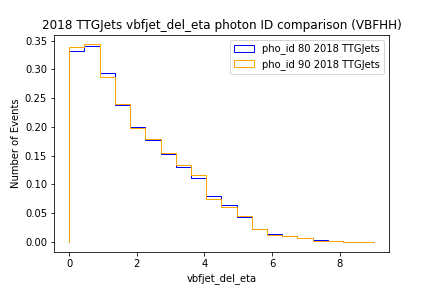 2018 TTGJets vbfjet_del_eta photon ID comparison (VBFHH)
pho_id 80 2018 TTGJets
pho_id 90 2018 TTGJets
Number of Events
0.35
0.30
0.25
0.20
0.15
0.10
0.05
0.00
0 2 4 6 8
vbfjet_del_eta